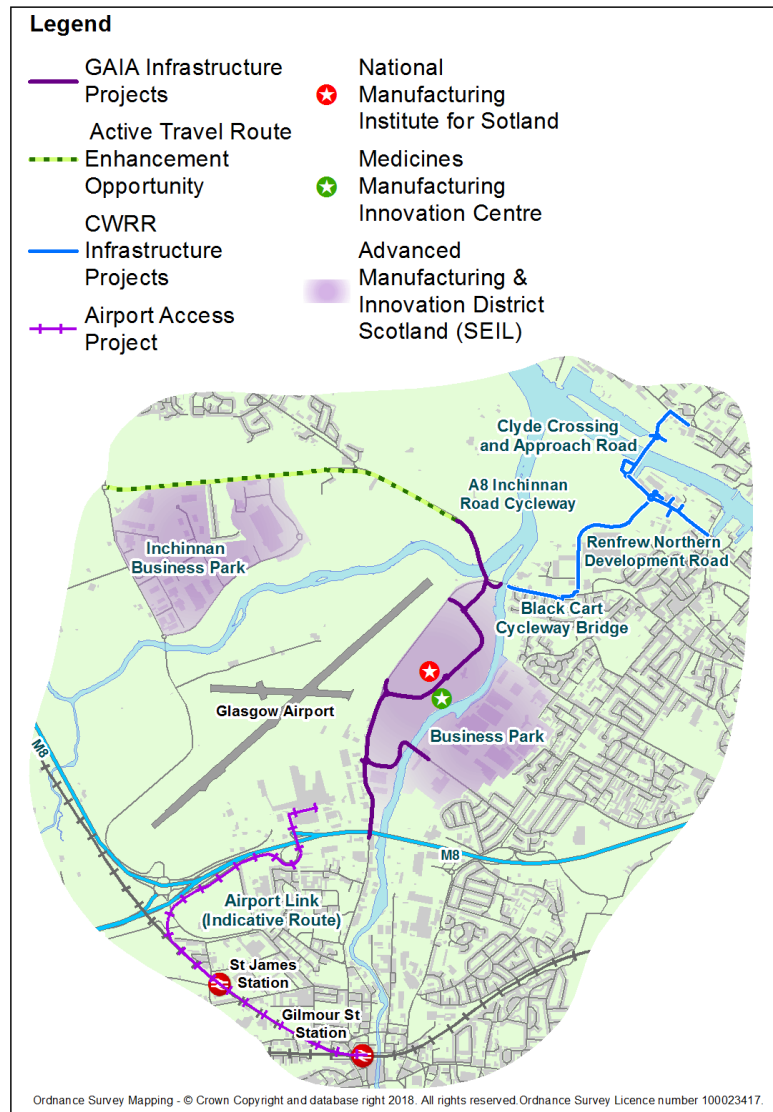 Legend
GAIA Infrastructure
Projects
Active Travel Route
Enhancement
Opportunity
CWRR
Infrastructure
Projects
Airport Access
Project
National
Manufacturing
Institute for Sotland
Medicines
Manufacturing
Innovation Centre
Advanced
Manufacturing &
Innovation District
Scotland (SEIL)
Clyde Crossing
and Approach Road
A8 Inchinnan
Road Cycleway
Inchinnan
Business Park
Renfrew Northern
Development Road
Black Cart
Cycleway Bridge
Glasgow Airport
Business Park
M8
M8
Airport Link
(Indicative Route)
St James
Station
Gilmour St
Station
Ordnance Survey Mapping - © Crown Copyright and database right 2018. All rights reserved.Ordnance Survey Licence number 100023417.